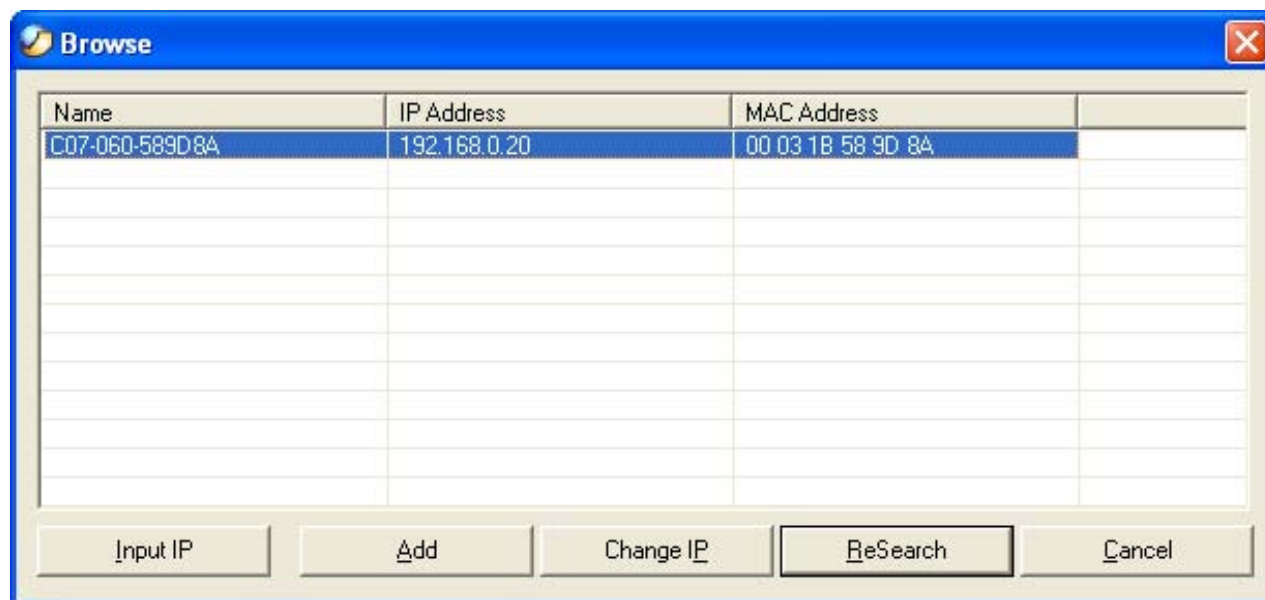 Browse
Name IP Address MAC Address
C07-060-589D8A 192.168.0.20 00 03 1B 58 9D 8A
Input IP Add Change IP ReSearch Cancel